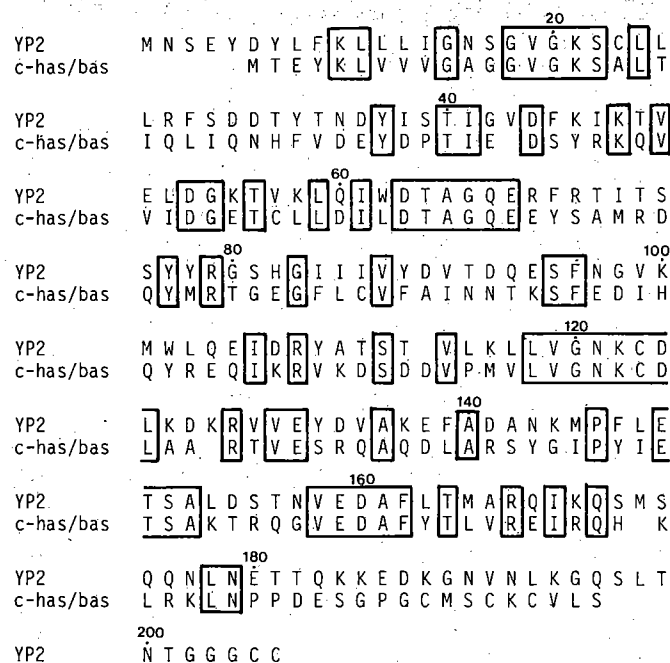 20
YP2 M N S E Y D Y L F K L L L I G N S G V G K S C L L
c-has/bas M T E Y K L V V V G A G G V G K S A L T
40
YP2 L R F S D D T Y T N D Y I S T I G V D F K I K T V
c-has/bas I Q L I Q N H F V D E Y D P T I E D S Y R K Q V
60
YP2 E L D G K T V K L Q I W D T A G Q E R F R T I T S
c-has/bas V I D G E T C L L D I L D T A G Q E E Y S A M R D
80 100
YP2 S Y Y R G S H G I I I V Y D V T D Q E S F N G V K
c-has/bas Q Y M R T G E G F L C V F A I N N T K S F E D I H
120
YP2 M W L Q E I D R Y A T S T V L K L L V G N K C D
c-has/bas Q Y R E Q I K R V K D S D D V P M V L V G N K C D
140
YP2 L K D K R V V E Y D V A K E F A D A N K M P F L E
c-has/bas L A A R T V E S R Q A Q D L A R S Y G I P Y I E
160
YP2 T S A L D S T N V E D A F L T M A R Q I K Q S M S
c-has/bas T S A K T R Q G V E D A F Y T L V R E I R Q H K
180
YP2 Q Q N L N E T T Q K K E D K G N V N L K G Q S L T
c-has/bas L R K L N P P D E S G P G C M S C K C V L S
200
YP2 N T G G G C C